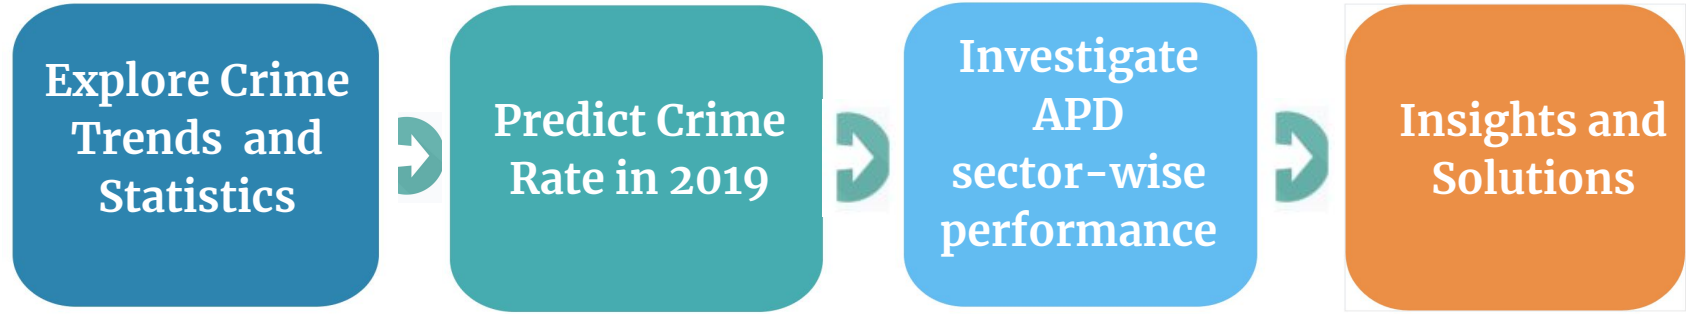 Explore Crime
Trends and
Statistics
Predict Crime
Rate in 2019
Investigate
APD
sector-wise
performance
Insights and
Solutions